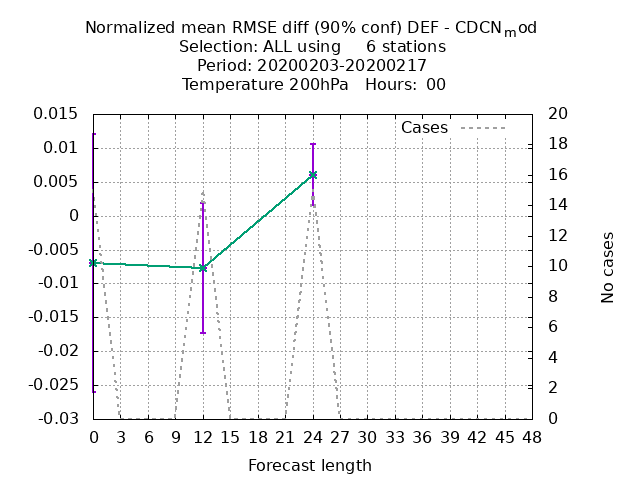 Normalized mean RMSE diff (90% conf) DEF - CDCNmod
Selection: ALL using     6 stations
Period: 20200203-20200217
Temperature 200hPa   Hours:  00
Cases
0.015
0.01
0.005
0
-0.005
-0.01
-0.015
-0.02
-0.025
-0.03
20
18
16
14
12
10
8
6
4
2
0
No cases
0 3 6 9 12 15 18 21 24 27 30 33 36 39 42 45 48
Forecast length